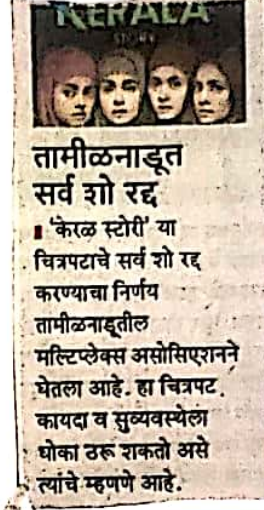 KERALA
STORY
तामीळनाडूत
सर्व शो रद्द
'केरळ स्टोरी' या
चित्रपटाचे सर्व शो रद्द
करण्याचा निर्णय
तामीळनाडूतील
मल्टिप्लेक्स असोसिएशनने
घेतला आहे. हा चित्रपट
कायदा व सुव्यवस्थेला
धोका ठरू शकतो असे
त्यांचे म्हणणे आहे.